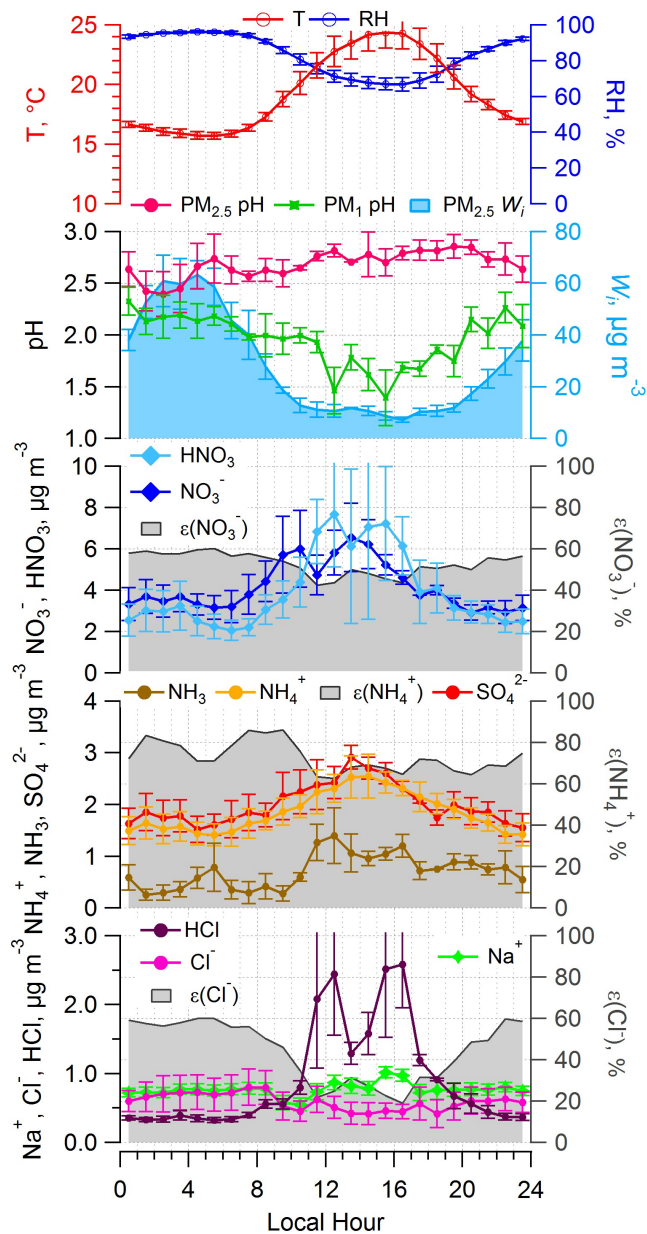 T RH
25
20
15
10
T, °C
100
80
60
40
20
0
RH, %
PM2.5 pH PM1 pH PM2.5 Wi
3.0
2.5
2.0
1.5
1.0
pH
80
60
40
20
0
Wi, µg m-3
HNO3
NO3-
ε(NO3-)
10
8
6
4
2
0
NO3-, HNO3, µg m-3
100
80
60
40
20
0
ε(NO3-), %
NH3 NH4+ ε(NH4+) SO42-
4
3
2
1
0
NH4+, NH3, SO42-, µg m-3
100
80
60
40
20
0
ε(NH4+), %
HCl
Cl-
ε(Cl-)
Na+
3.0
2.0
1.0
0.0
Na+, Cl-, HCl, µg m-3
100
80
60
40
20
0
ε(Cl-), %
0 4 8 12 16 20 24
Local Hour